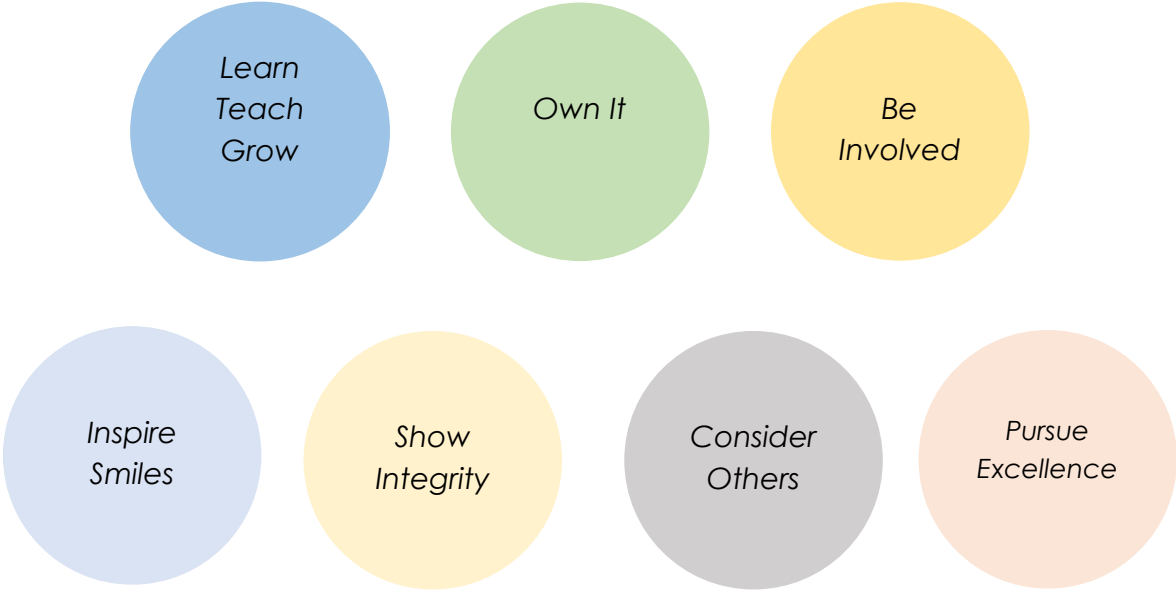 Learn
Teach
Grow
Own It
Be
Involved
Inspire
Smiles
Show
Integrity
Consider
Others
Pursue
Excellence